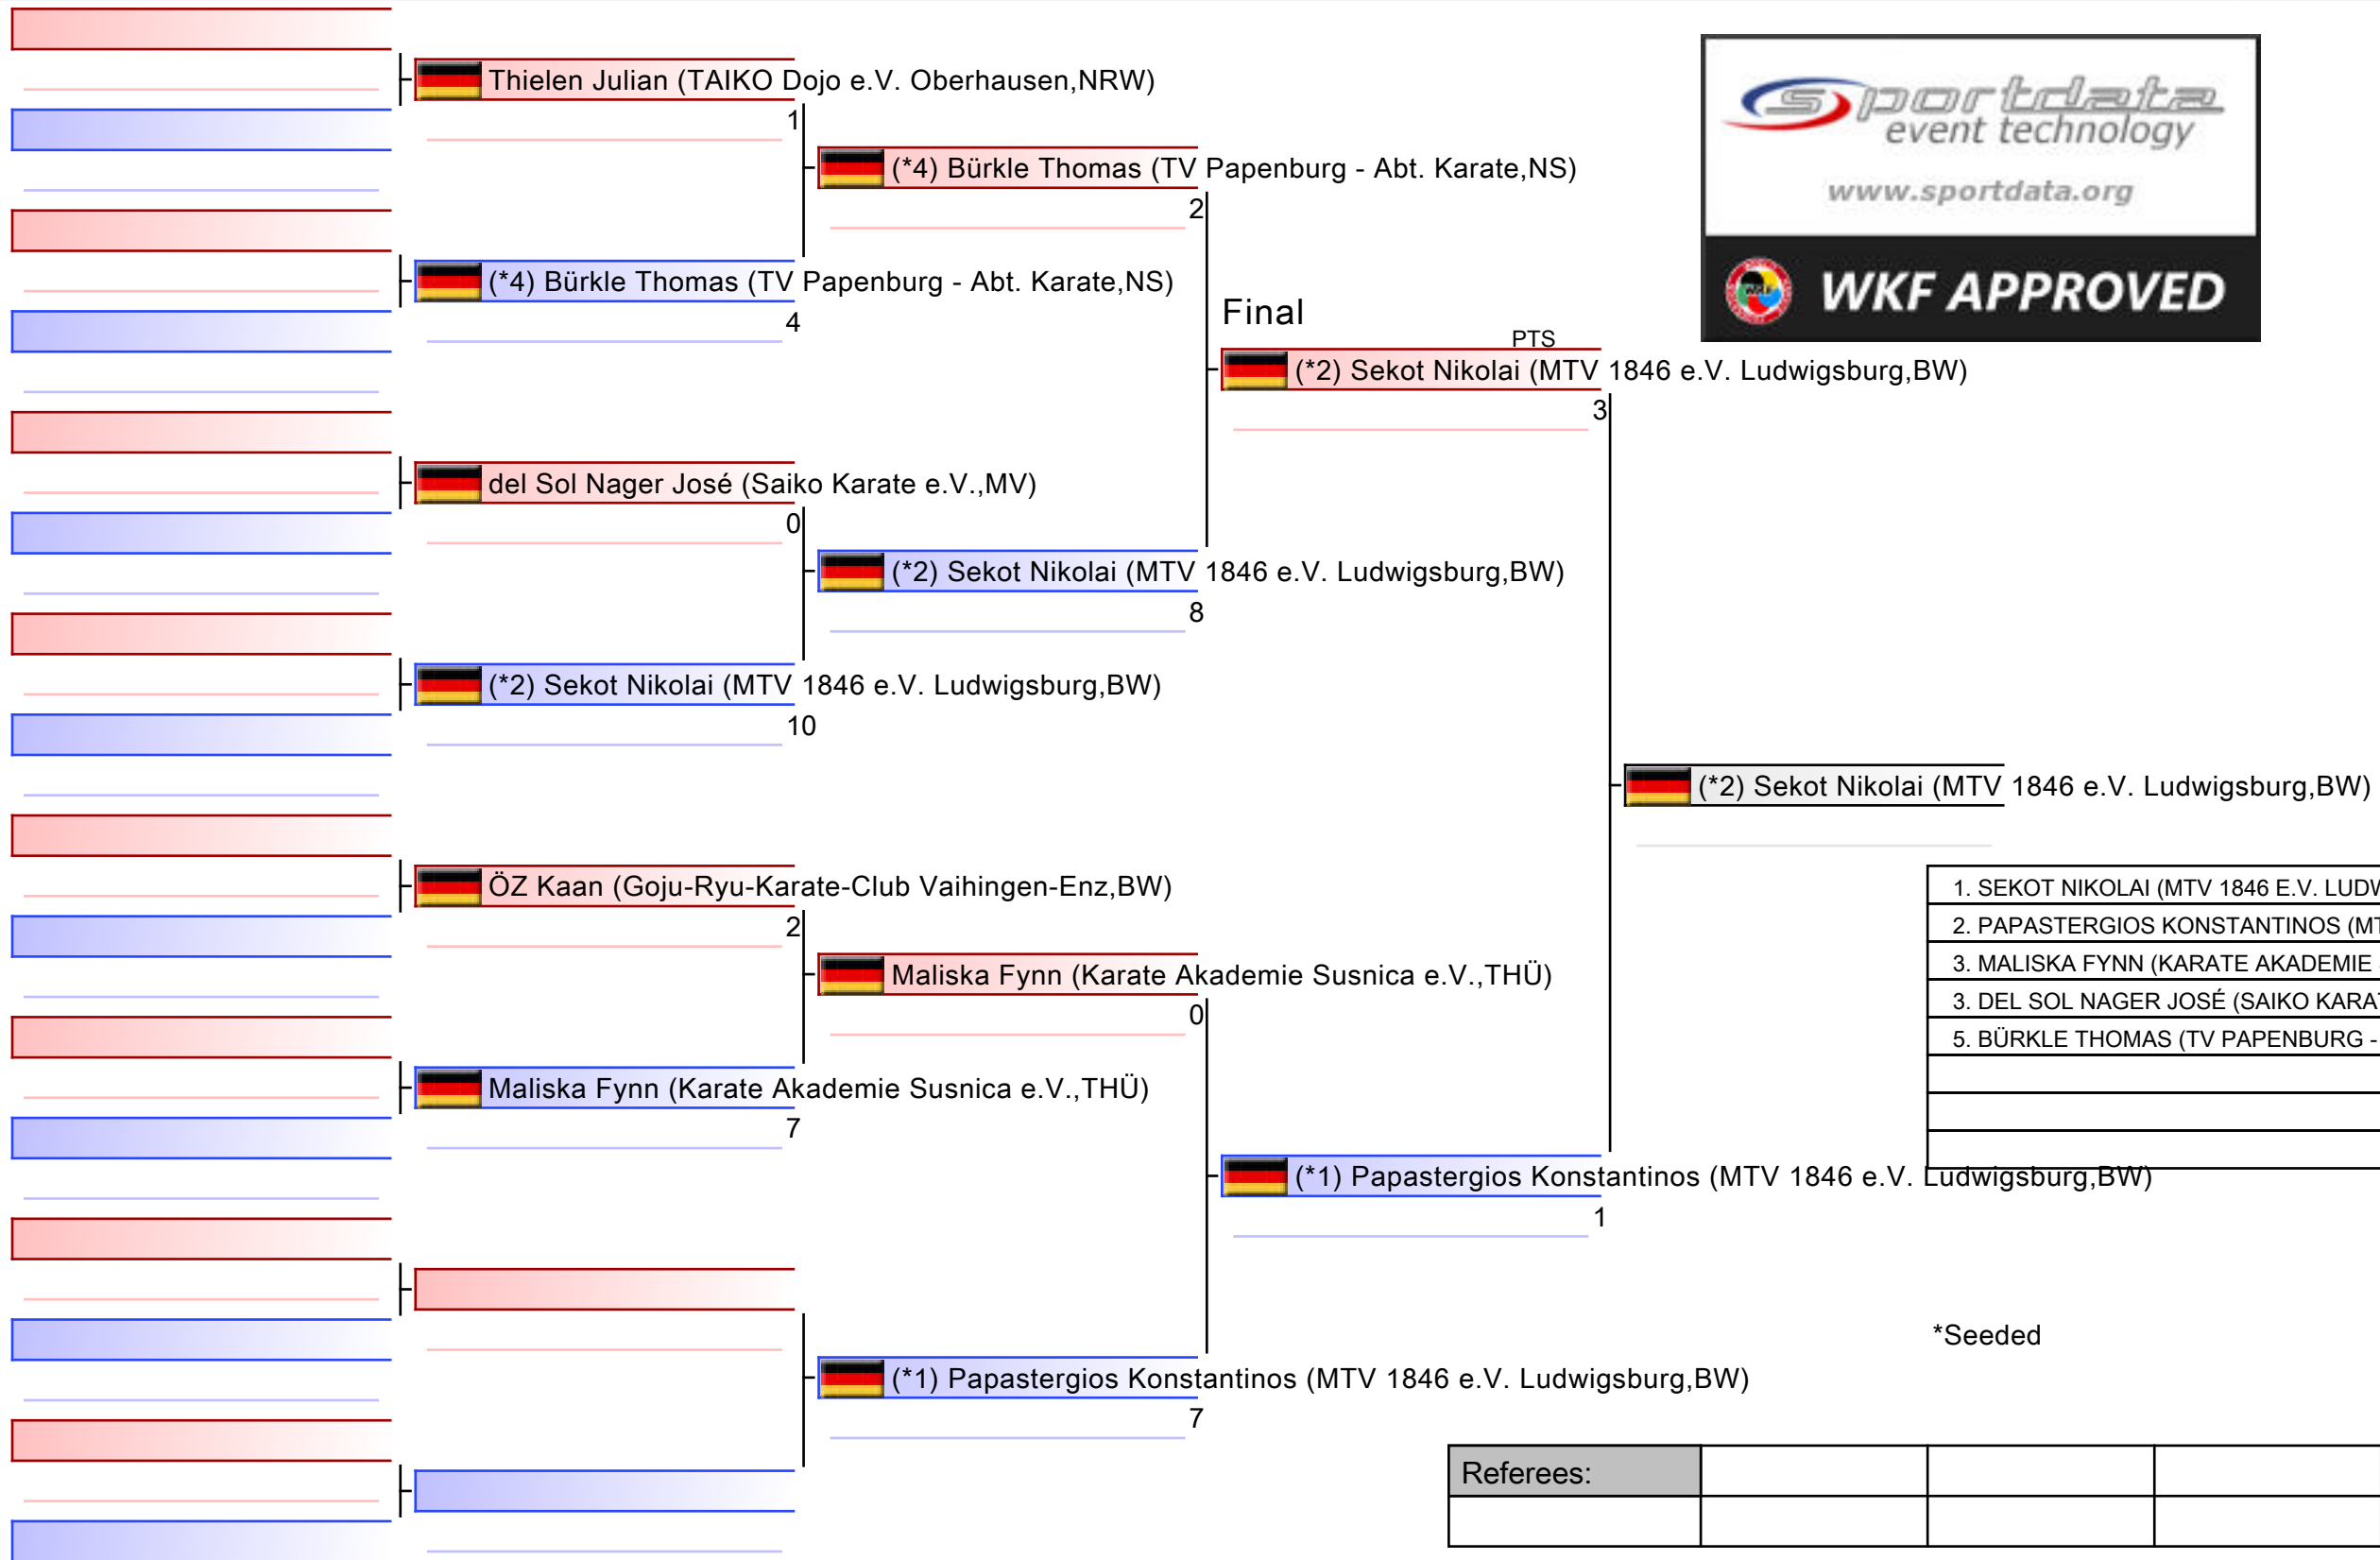 Thielen Julian (TAIKO Dojo e.V. Oberhausen,NRW)
1
(*4) Bürkle Thomas (TV Papenburg - Abt. Karate,NS)
2
(*4) Bürkle Thomas (TV Papenburg - Abt. Karate,NS)
4
Final
PTS
(*2) Sekot Nikolai (MTV 1846 e.V. Ludwigsburg,BW)
3
del Sol Nager José (Saiko Karate e.V.,MV)
0
(*2) Sekot Nikolai (MTV 1846 e.V. Ludwigsburg,BW)
8
(*2) Sekot Nikolai (MTV 1846 e.V. Ludwigsburg,BW)
10
(*2) Sekot Nikolai (MTV 1846 e.V. Ludwigsburg,BW)
ÖZ Kaan (Goju-Ryu-Karate-Club Vaihingen-Enz,BW)
2
Maliska Fynn (Karate Akademie Susnica e.V.,THÜ)
0
Maliska Fynn (Karate Akademie Susnica e.V.,THÜ)
7
(*1) Papastergios Konstantinos (MTV 1846 e.V. Ludwigsburg,BW)
1
(*1) Papastergios Konstantinos (MTV 1846 e.V. Ludwigsburg,BW)
7
sportdata
event technology
www.sportdata.org
WKF
WKF APPROVED
1. SEKOT NIKOLAI (MTV 1846 E.V. LUDW
2. PAPASTERGIOS KONSTANTINOS (MT
3. MALISKA FYNN (KARATE AKADEMIE
3. DEL SOL NAGER JOSÉ (SAIKO KARAT
5. BÜRKLE THOMAS (TV PAPENBURG -
*Seeded
Referees: